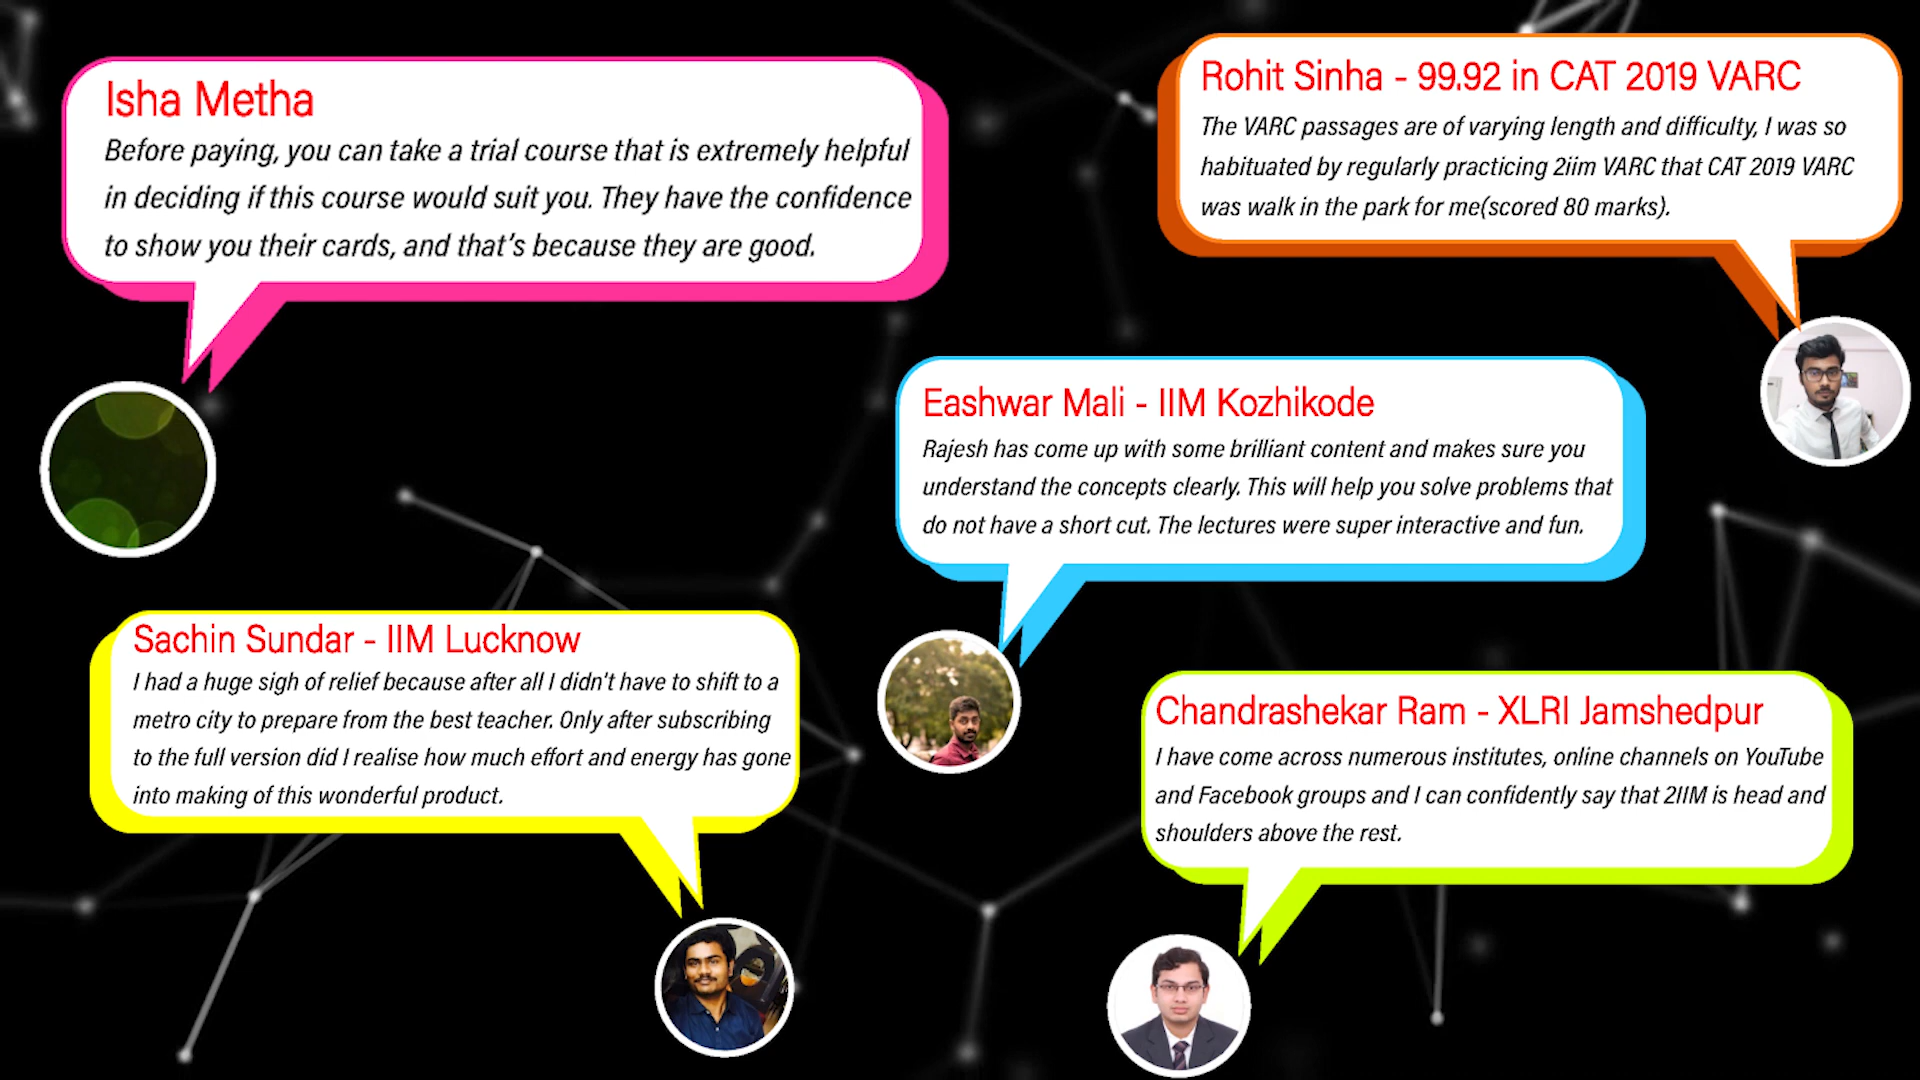 Isha Metha
Before paying, you can take a trial course that is extremely helpful
in deciding if this course would suit you. They have the confidence
to show you their cards, and that's because they are good.
Rohit Sinha - 99.92 in CAT 2019 VARC
The VARC passages are of varying length and difficulty, I was so
habituated by regularly practicing 2iim VARC that CAT 2019 VARC
was walk in the park for me(scored 80 marks).
Eashwar Mali - IIM Kozhikode
Rajesh has come up with some brilliant content and makes sure you
understand the concepts clearly. This will help you solve problems that
do not have a short cut. The lectures were super interactive and fun.
Sachin Sundar - IIM Lucknow
I had a huge sigh of relief because after all I didn't have to shift to a
metro city to prepare from the best teacher. Only after subscribing
to the full version did I realise how much effort and energy has gone
into making of this wonderful product.
Chandrashekar Ram - XLRI Jamshedpur
I have come across numerous institutes, online channels on YouTube
and Facebook groups and I can confidently say that 2IIM is head and
shoulders above the rest.